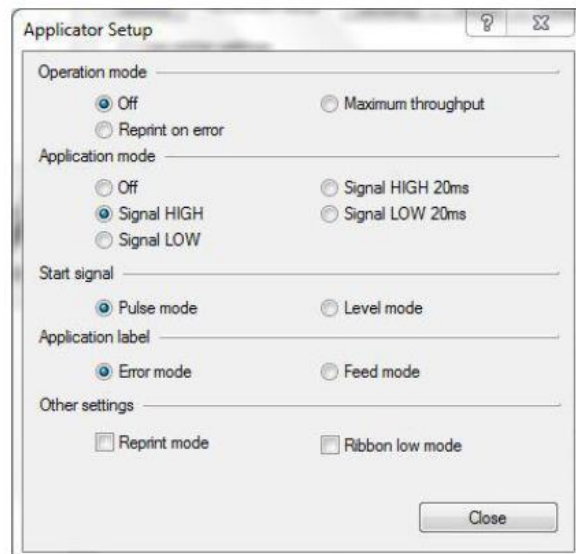 Applicator Setup
Operation mode
Off
Maximum throughput
Reprint on error
Application mode
Off
Signal HIGH 20ms
Signal HIGH
Signal LOW 20ms
Signal LOW
Start signal
Pulse mode
Level mode
Application label
Error mode
Feed mode
Other settings
Reprint mode
Ribbon low mode
Close